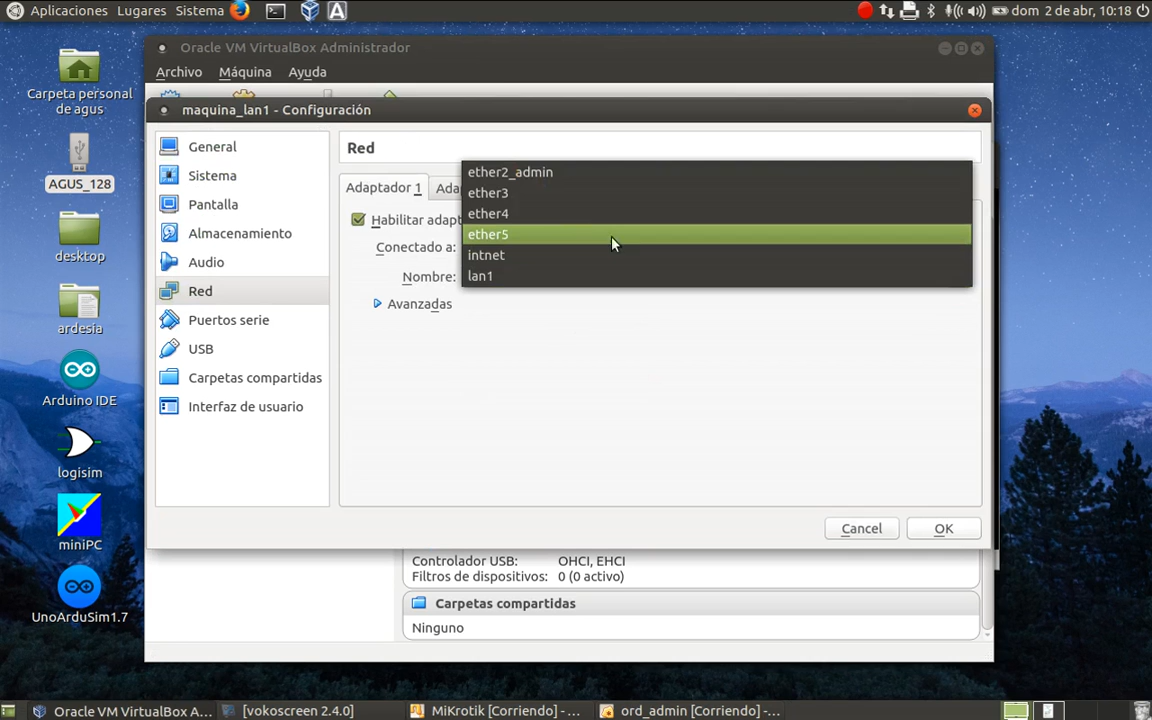 Aplicaciones Lugares Sistema
dom 2 de abr, 10:18
Oracle VM VirtualBox Administrador
Archivo Máquina Ayuda
Carpeta personal de agus
AGUS_128
desktop
ardesia
Arduino IDE
logisim
miniPC
UnoArduSim1.7
maquina_lan1 - Configuración
General
Sistema
Pantalla
Almacenamiento
Audio
Red
Puertos serie
USB
Carpetas compartidas
Interfaz de usuario
Red
Adaptador 1 Ada
Habilitar adapt
Conectado a:
Nombre:
Avanzadas
ether2_admin
ether3
ether4
ether5
intnet
lan1
Cancel OK
Controlador USB: OHCI, EHCI
Filtros de dispositivos: 0 (0 activo)
Carpetas compartidas
Ninguno
Oracle VM VirtualBox A... [vokoscreen 2.4.0] MiKrotik [Corriendo] -... ord_admin [Corriendo] -...